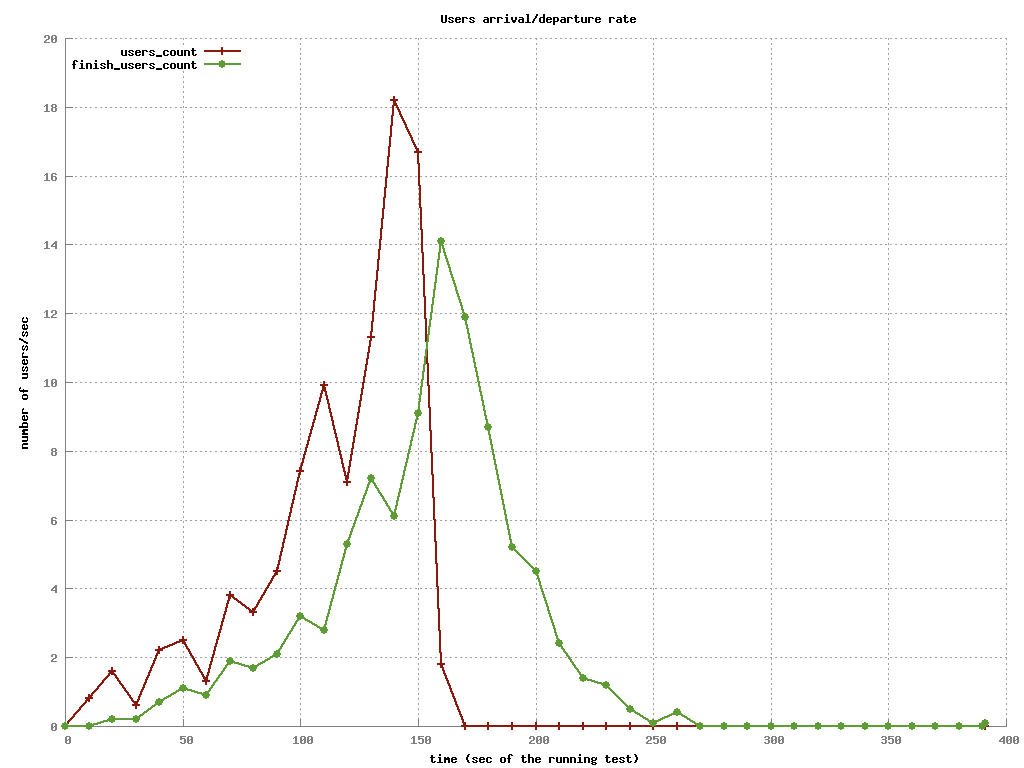 Users arrival/departure rate
users_count
finish_users_count
number of users/sec
20
18
16
14
12
10
8
6
4
2
0
0 50 100 150 200 250 300 350 400
time (sec of the running test)